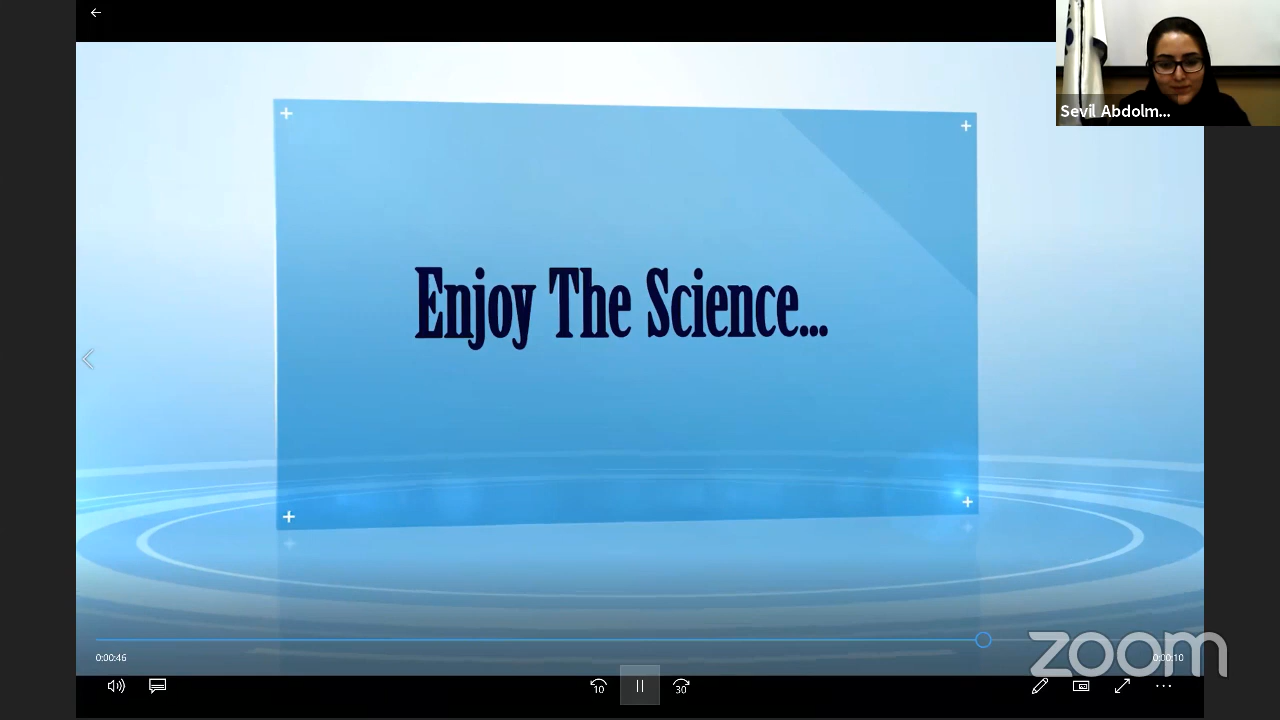 Sevil Abdolm...
Enjoy The Science...
0:00:46
0:00:10
10
30
zoom